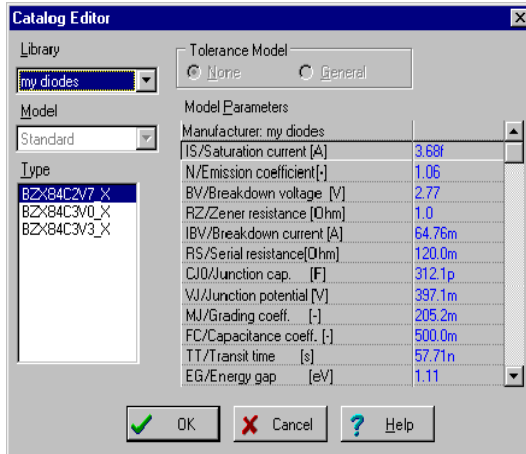 Catalog Editor
Library
my diodes
Model
Standard
Type
BZX84C2V7_X
BZX84C3V0_X
BZX84C3V3_X
Tolerance Model
None General
Model Parameters
Manufacturer: my diodes
IS/Saturation current [A] 3.68f
N/Emission coefficient[-] 1.06
BV/Breakdown voltage [V] 2.77
RZ/Zener resistance [Ohm] 1.0
IBV/Breakdown current [A] 64.76m
RS/Serial resistance[Ohm] 120.0m
CJ0/Junction cap. [F] 312.1p
VJ/Junction potential [V] 397.1m
MJ/Grading coeff. [-] 205.2m
FC/Capacitance coeff. [-] 500.0m
TT/Transit time [s] 57.71n
EG/Energy gap [eV] 1.11
OK Cancel Help